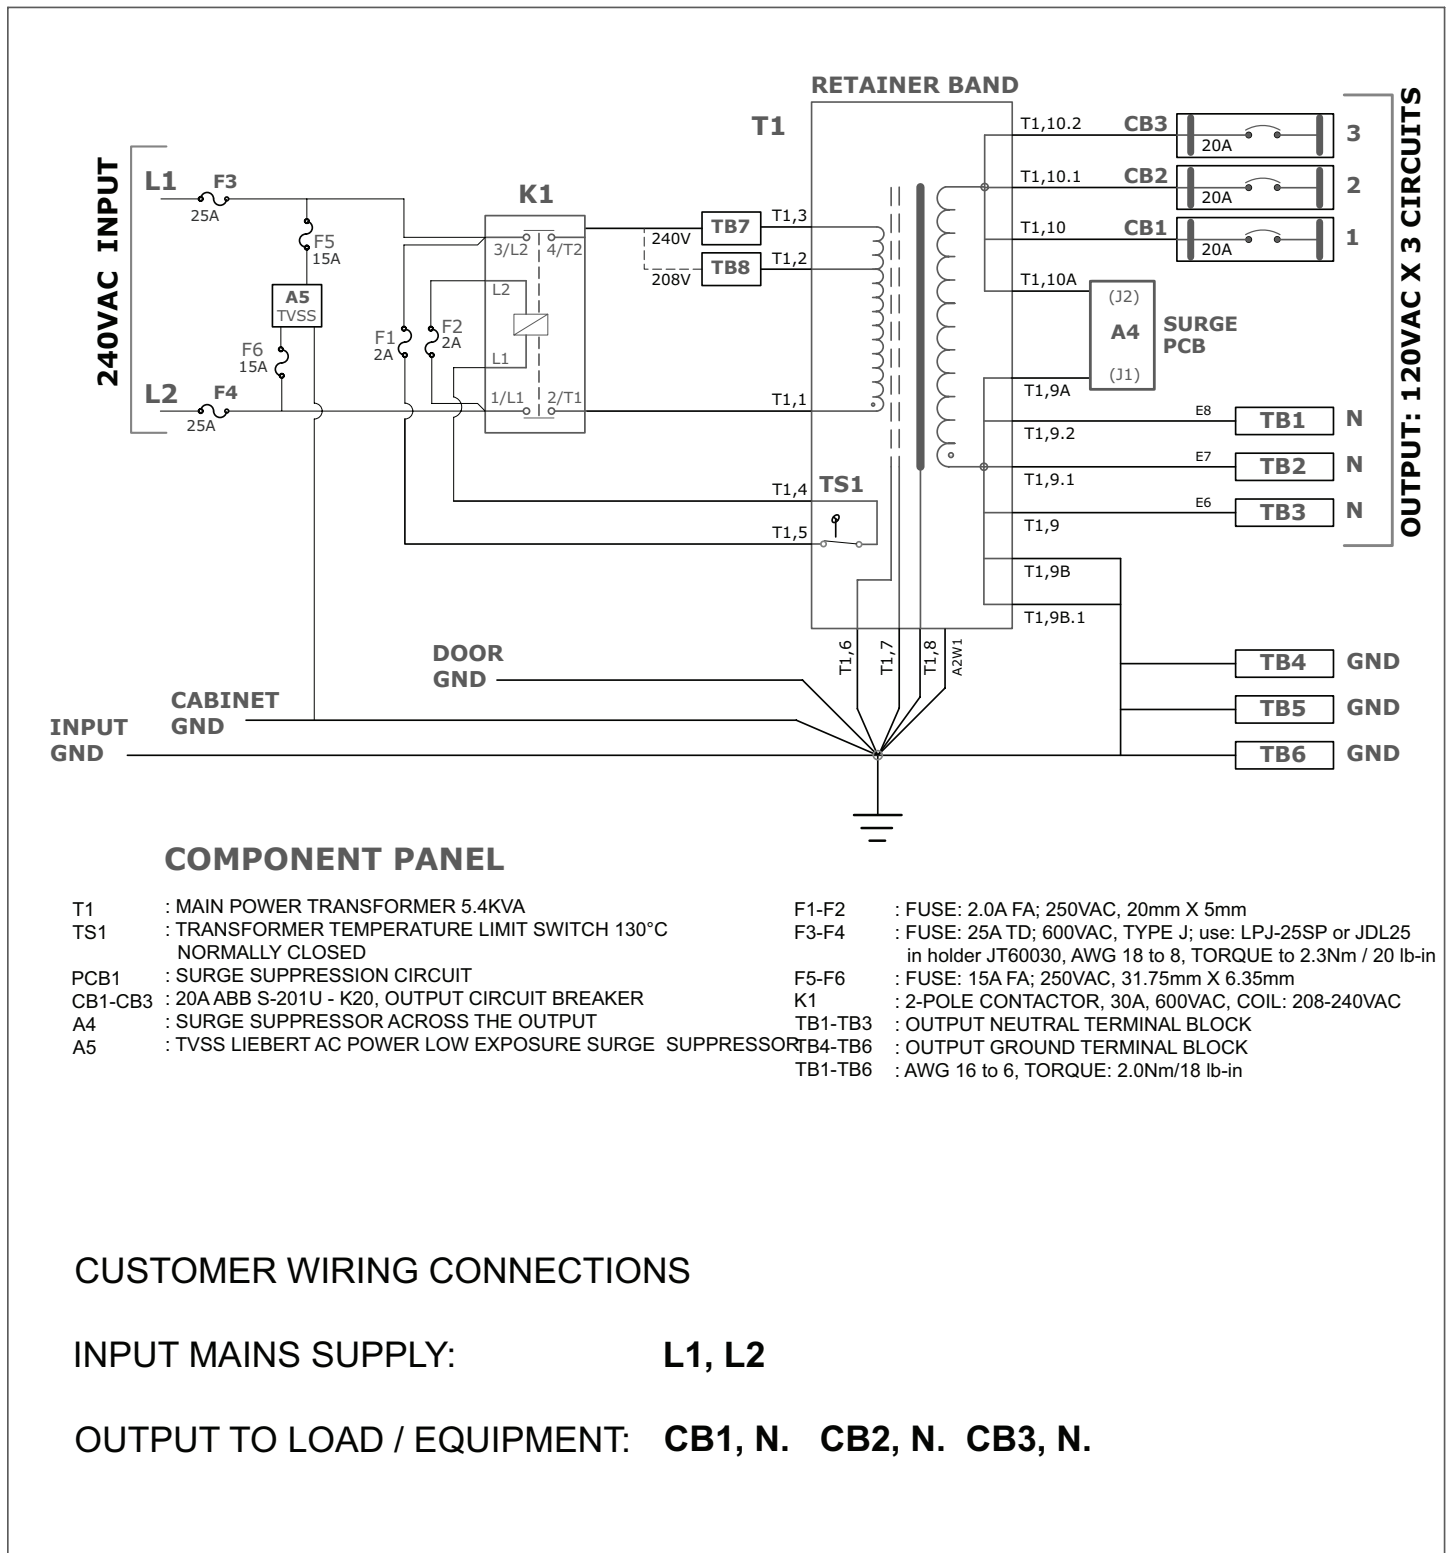 RETAINER BAND
T1
240VAC INPUT
L1
F3
25A
F5
15A
A5
TVSS
F6
15A
L2
F4
25A
F1
2A
F2
2A
K1
3/L2 4/T2
L2
L1
1/L1 2/T1
240V
208V
TB7
TB8
T1,3
T1,2
T1,1
T1,4
T1,5
TS1
T1,6
T1,7
T1,8
A2W1
T1,10.2
CB3
20A
3
T1,10.1
CB2
20A
2
T1,10
CB1
20A
1
T1,10A
(J2)
A4
(J1)
SURGE
PCB
T1,9A
E8
TB1
N
T1,9.2
E7
TB2
N
T1,9.1
E6
TB3
N
T1,9
T1,9B
T1,9B.1
OUTPUT: 120VAC X 3 CIRCUITS
TB4
GND
TB5
GND
TB6
GND
DOOR
GND
CABINET
GND
INPUT
GND
COMPONENT PANEL
T1 : MAIN POWER TRANSFORMER 5.4KVA
TS1 : TRANSFORMER TEMPERATURE LIMIT SWITCH 130°C
NORMALLY CLOSED
PCB1 : SURGE SUPPRESSION CIRCUIT
CB1-CB3 : 20A ABB S-201U - K20, OUTPUT CIRCUIT BREAKER
A4 : SURGE SUPPRESSOR ACROSS THE OUTPUT
A5 : TVSS LIEBERT AC POWER LOW EXPOSURE SURGE SUPPRESSOR
F1-F2 : FUSE: 2.0A FA; 250VAC, 20mm X 5mm
F3-F4 : FUSE: 25A TD; 600VAC, TYPE J; use: LPJ-25SP or JDL25
in holder JT60030, AWG 18 to 8, TORQUE to 2.3Nm / 20 lb-in
F5-F6 : FUSE: 15A FA; 250VAC, 31.75mm X 6.35mm
K1 : 2-POLE CONTACTOR, 30A, 600VAC, COIL: 208-240VAC
TB1-TB3 : OUTPUT NEUTRAL TERMINAL BLOCK
TB4-TB6 : OUTPUT GROUND TERMINAL BLOCK
TB1-TB6 : AWG 16 to 6, TORQUE: 2.0Nm/18 lb-in
CUSTOMER WIRING CONNECTIONS
INPUT MAINS SUPPLY: L1, L2
OUTPUT TO LOAD / EQUIPMENT: CB1, N. CB2, N. CB3, N.